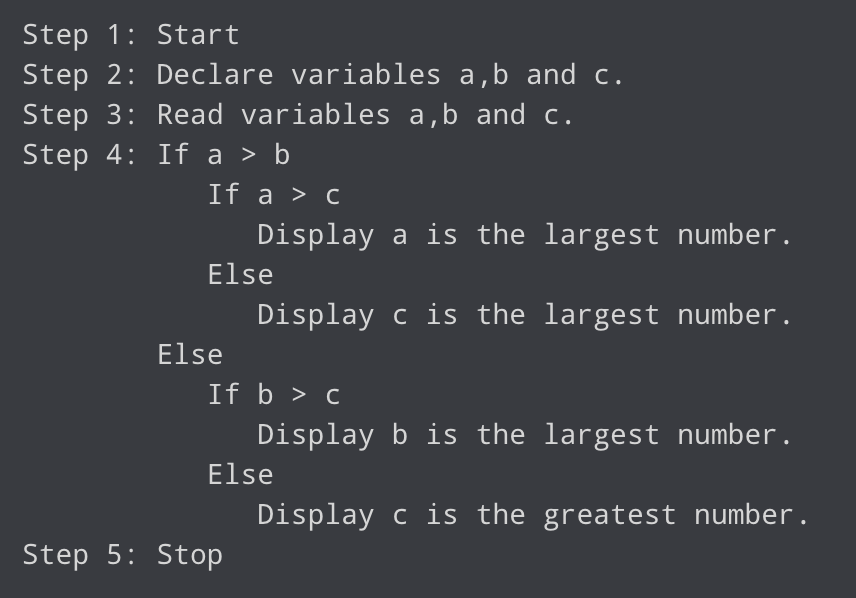 Step 1: Start
Step 2: Declare variables a,b and c.
Step 3: Read variables a,b and c.
Step 4: If a > b
           If a > c
              Display a is the largest number.
           Else
              Display c is the largest number.
        Else
           If b > c
              Display b is the largest number.
           Else
              Display c is the greatest number.
Step 5: Stop